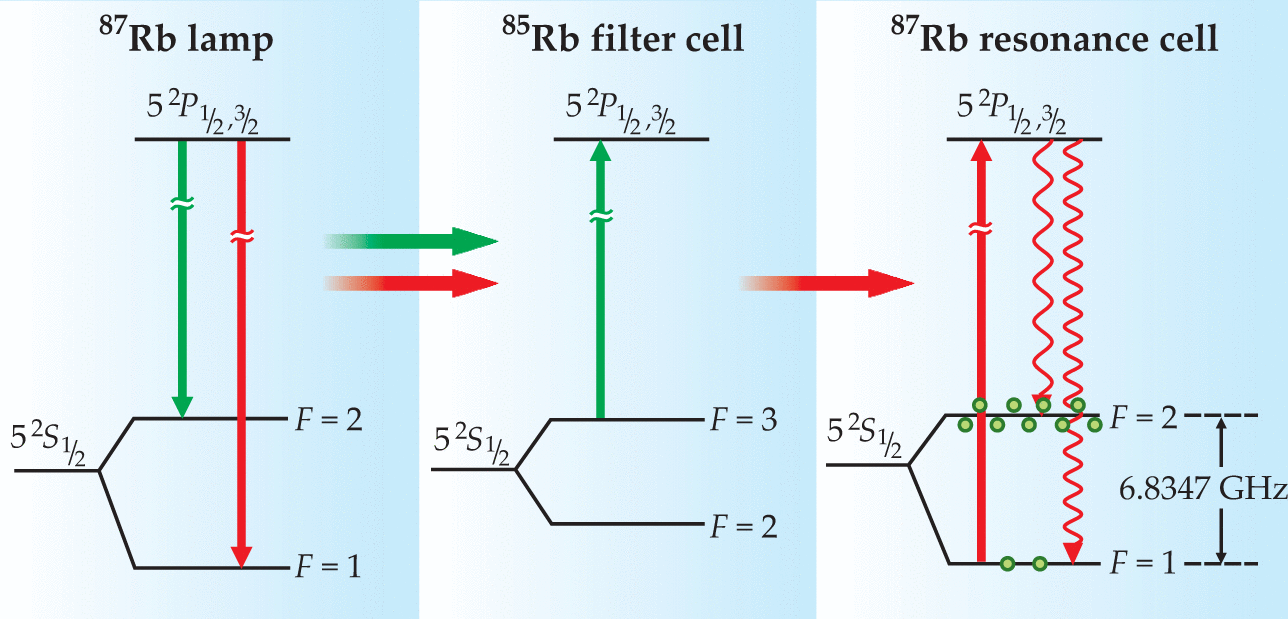 ⁸⁷Rb lamp
5 ²P₁/₂,₃/₂
5 ²S₁/₂
F = 2
F = 1
⁸⁵Rb filter cell
5 ²P₁/₂,₃/₂
5 ²S₁/₂
F = 3
F = 2
⁸⁷Rb resonance cell
5 ²P₁/₂,₃/₂
5 ²S₁/₂
F = 2
6.8347 GHz
F = 1